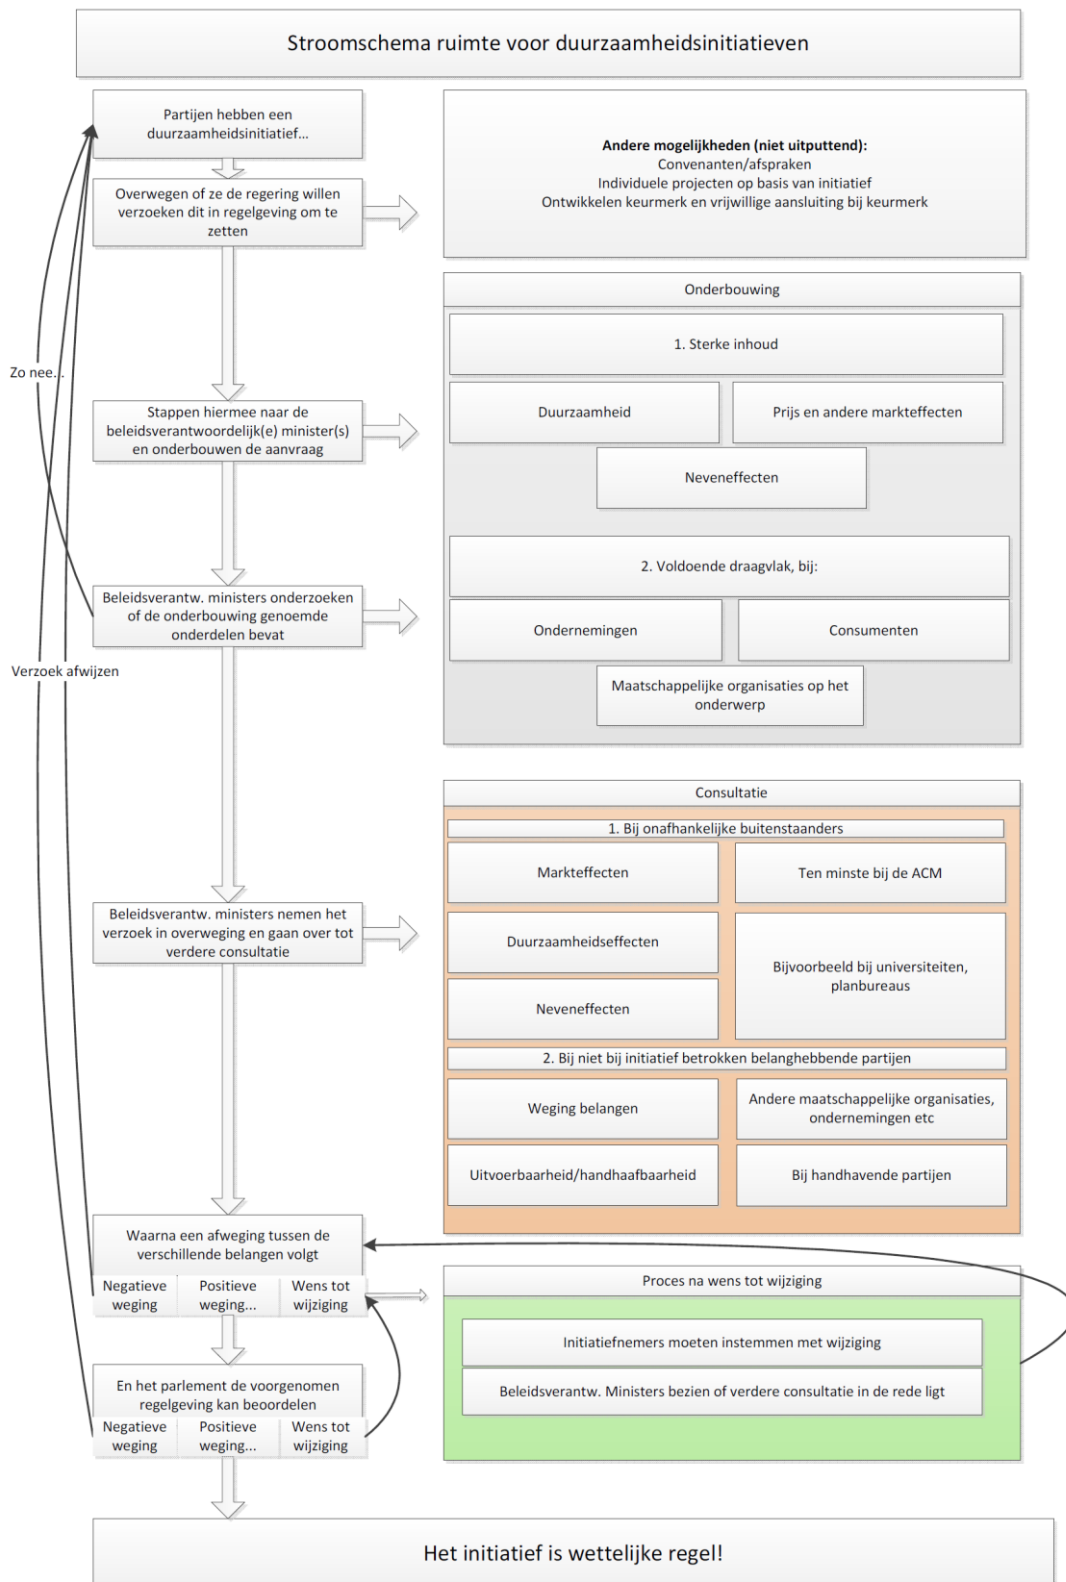 Stroomschema ruimte voor duurzaamheidsinitiatieven
Partijen hebben een
duurzaamheidsinitiatief...
Andere mogelijkheden (niet uitputtend):
Convenanten/afspraken
Individuele projecten op basis van initiatief
Ontwikkelen keurmerk en vrijwillige aansluiting bij keurmerk
Overwegen of ze de regering willen
verzoeken dit in regelgeving om te
zetten
Onderbouwing
1. Sterke inhoud
Duurzaamheid
Prijs en andere markteffecten
Neveneffecten
Zo nee...
Stappen hiermee naar de
beleidsverantwoordelijk(e) minister(s)
en onderbouwen de aanvraag
2. Voldoende draagvlak, bij:
Ondernemingen
Consumenten
Maatschappelijke organisaties op het
onderwerp
Beleidsverantw. ministers onderzoeken
of de onderbouwing genoemde
onderdelen bevat
Verzoek afwijzen
Consultatie
1. Bij onafhankelijke buitenstaanders
Markteffecten
Ten minste bij de ACM
Beleidsverantw. ministers nemen het
verzoek in overweging en gaan over tot
verdere consultatie
Duurzaamheidseffecten
Bijvoorbeeld bij universiteiten,
planbureaus
Neveneffecten
2. Bij niet bij initiatief betrokken belanghebbende partijen
Weging belangen
Andere maatschappelijke organisaties,
ondernemingen etc
Uitvoerbaarheid/handhaafbaarheid
Bij handhavende partijen
Waarna een afweging tussen de
verschillende belangen volgt
Negatieve
weging
Positieve
weging...
Wens tot
wijziging
Proces na wens tot wijziging
Initiatiefnemers moeten instemmen met wijziging
Beleidsverantw. Ministers bezien of verdere consultatie in de rede ligt
En het parlement de voorgenomen
regelgeving kan beoordelen
Negatieve
weging
Positieve
weging...
Wens tot
wijziging
Het initiatief is wettelijke regel!